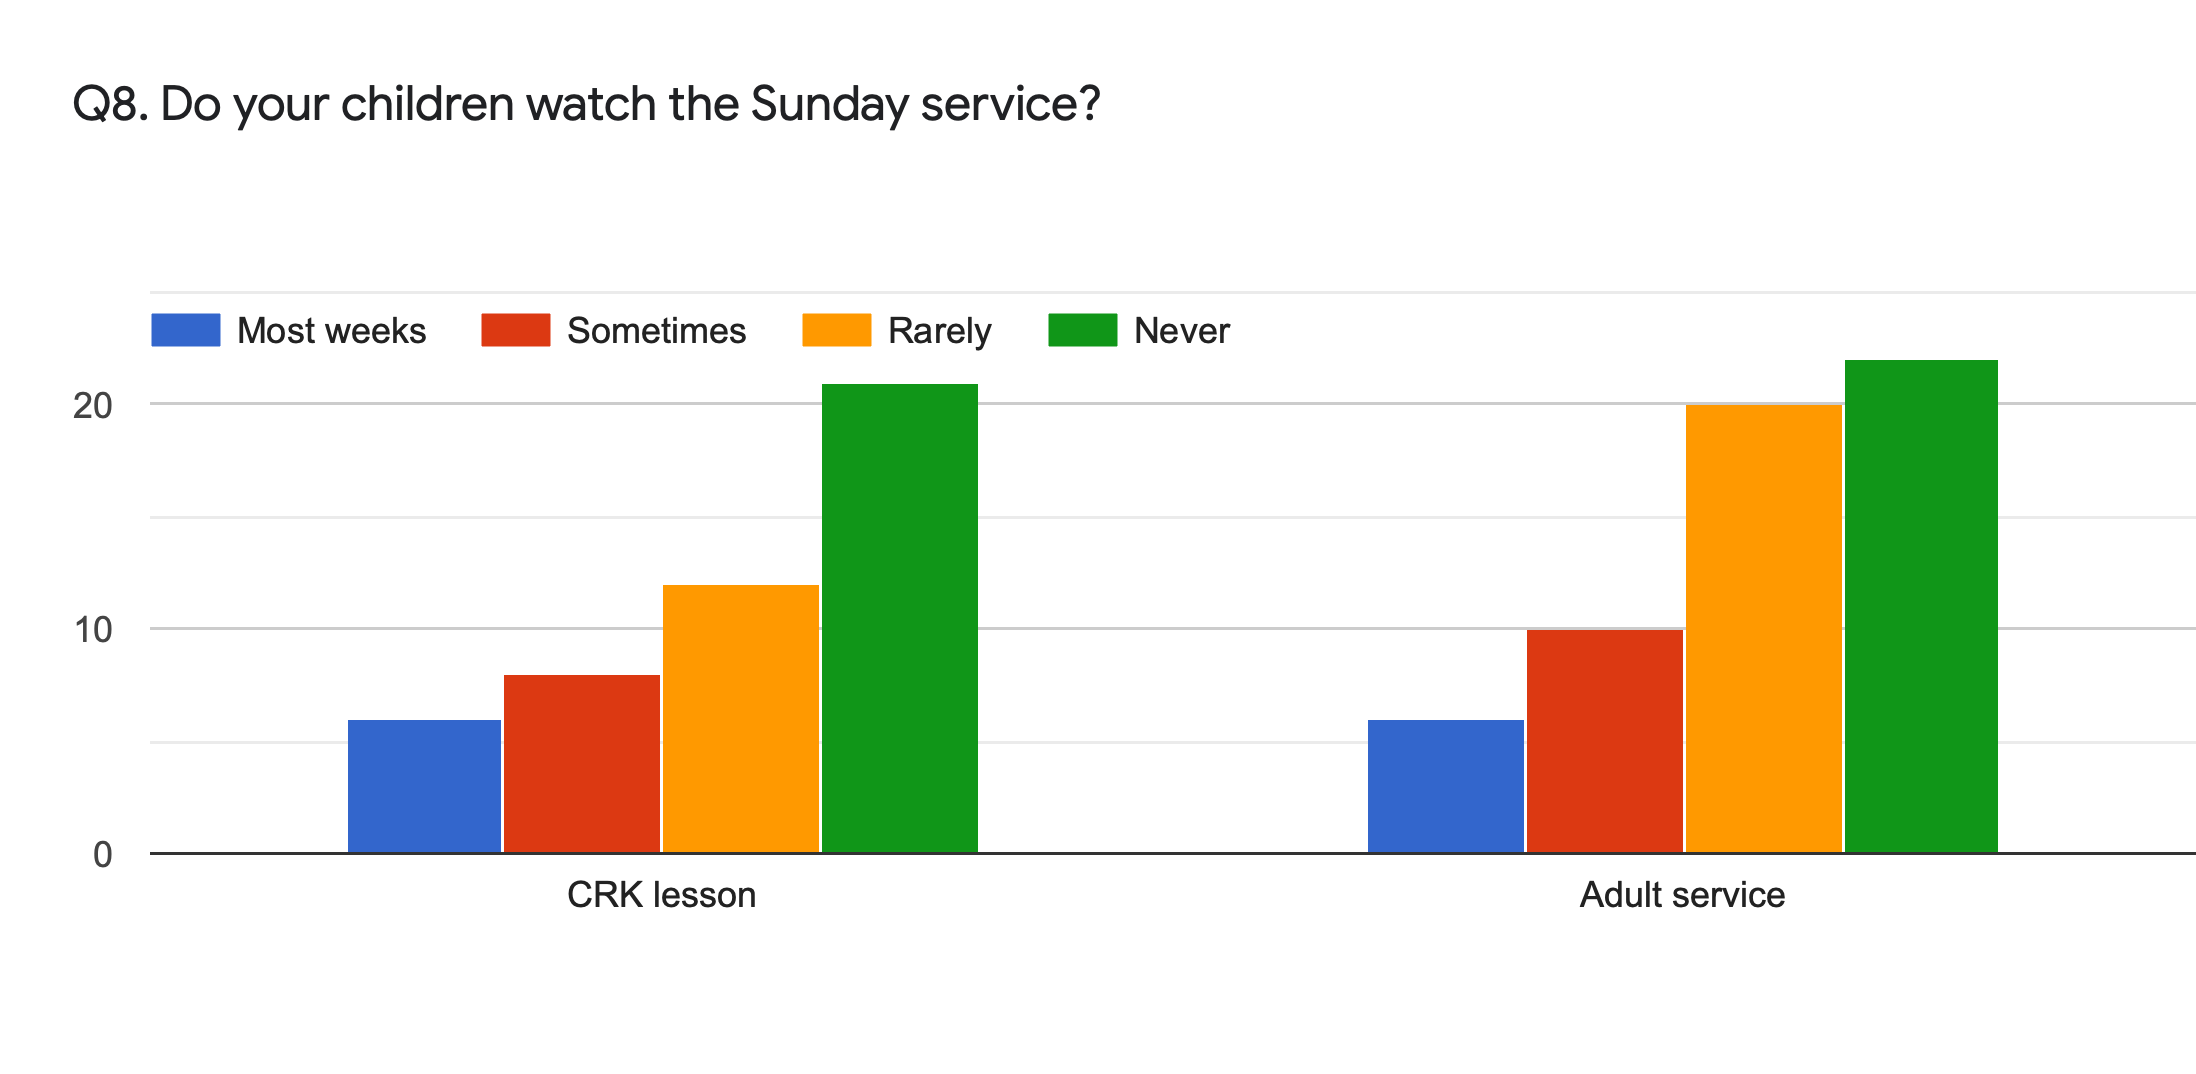 Q8. Do your children watch the Sunday service?
Most weeks Sometimes Rarely Never
20
10
0
CRK lesson Adult service